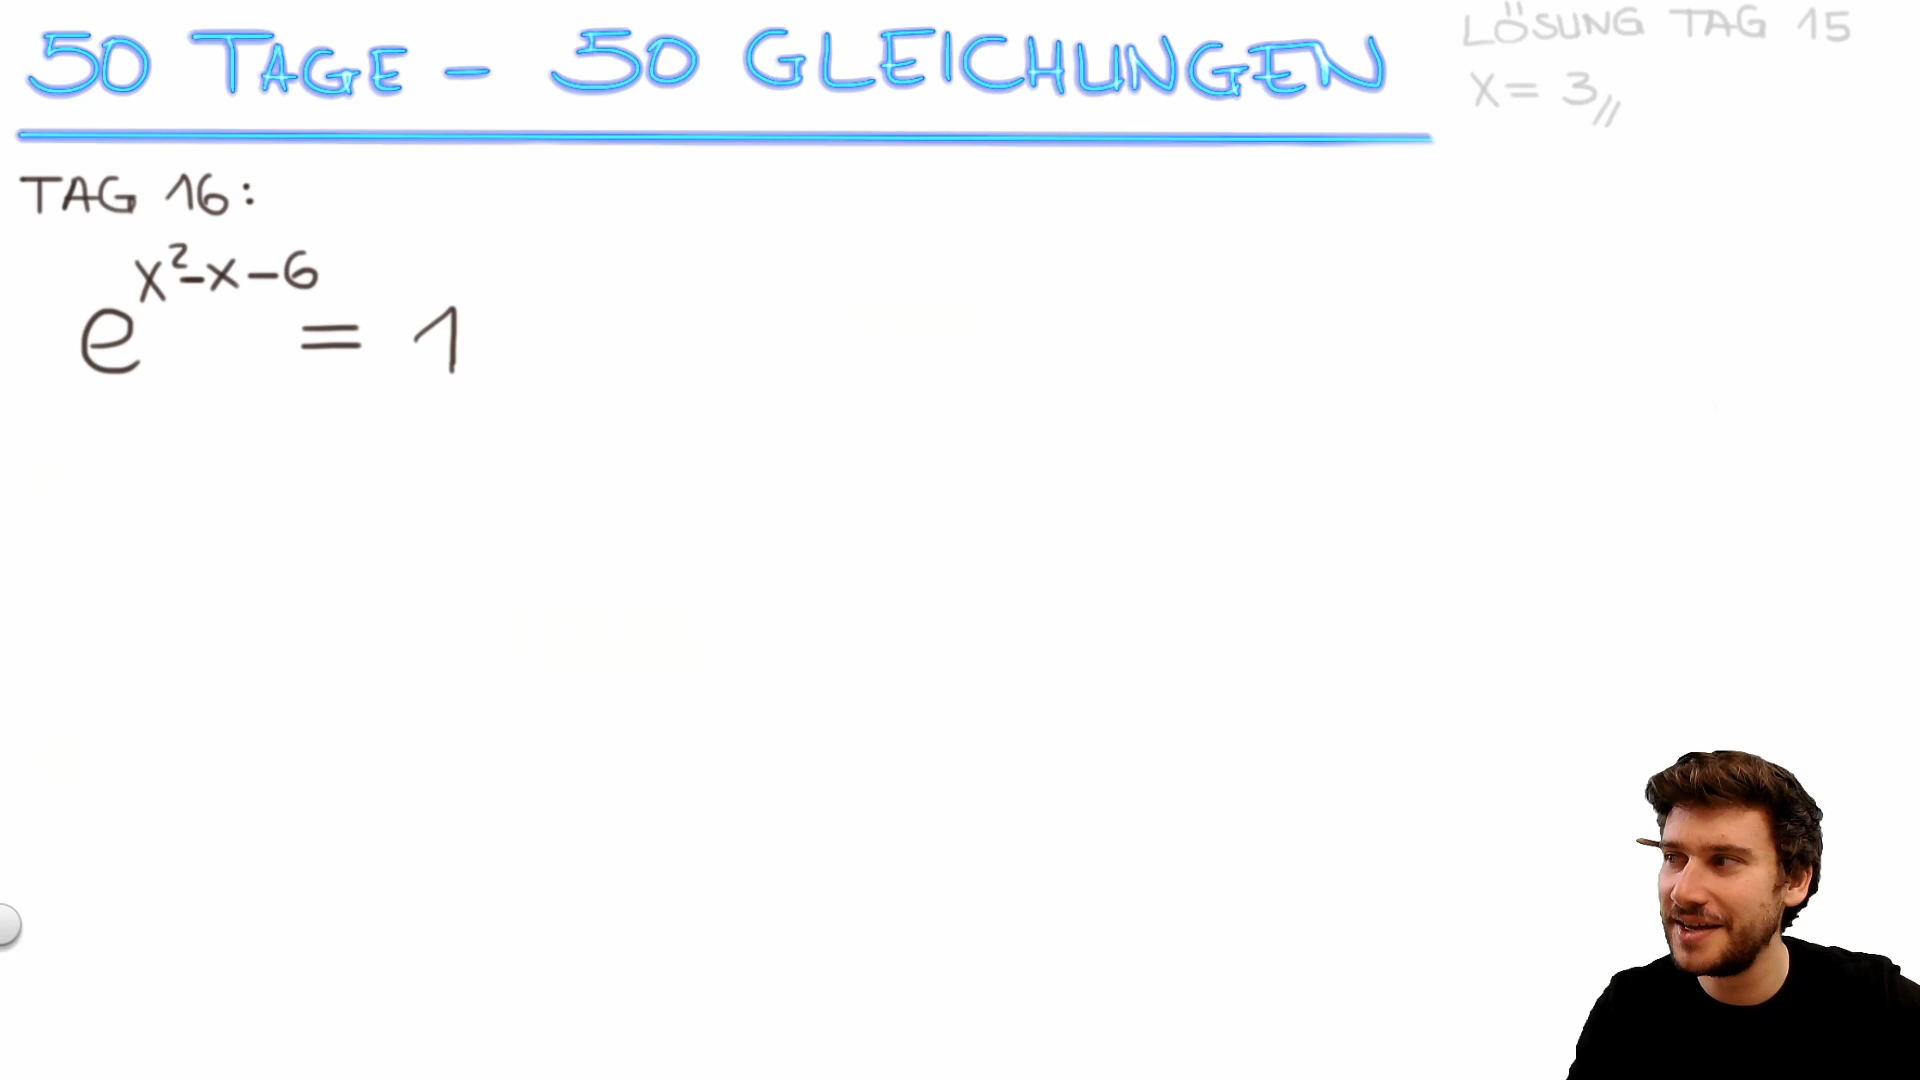 50 TAGE – 50 GLEICHUNGEN
LÖSUNG TAG 15
X = 3
TAG 16:
e^{x²-x-6} = 1